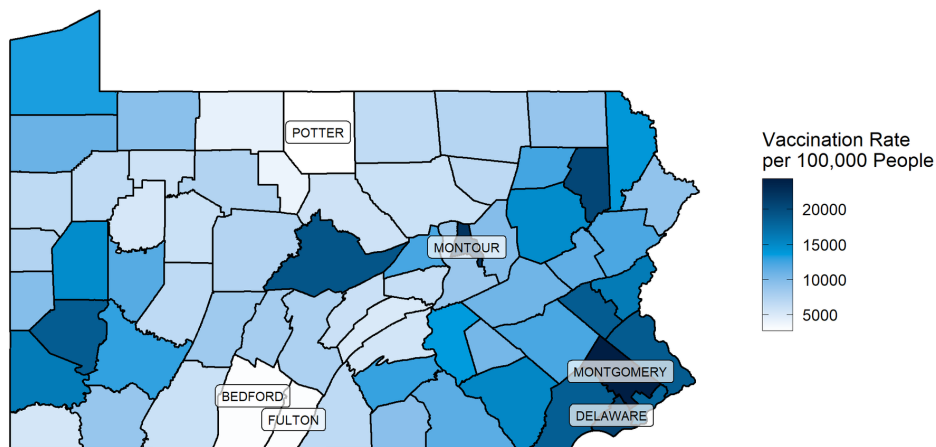 POTTER
MONTOUR
MONTGOMERY
BEDFORD
DELAWARE
FULTON
Vaccination Rate
per 100,000 People
20000
15000
10000
5000